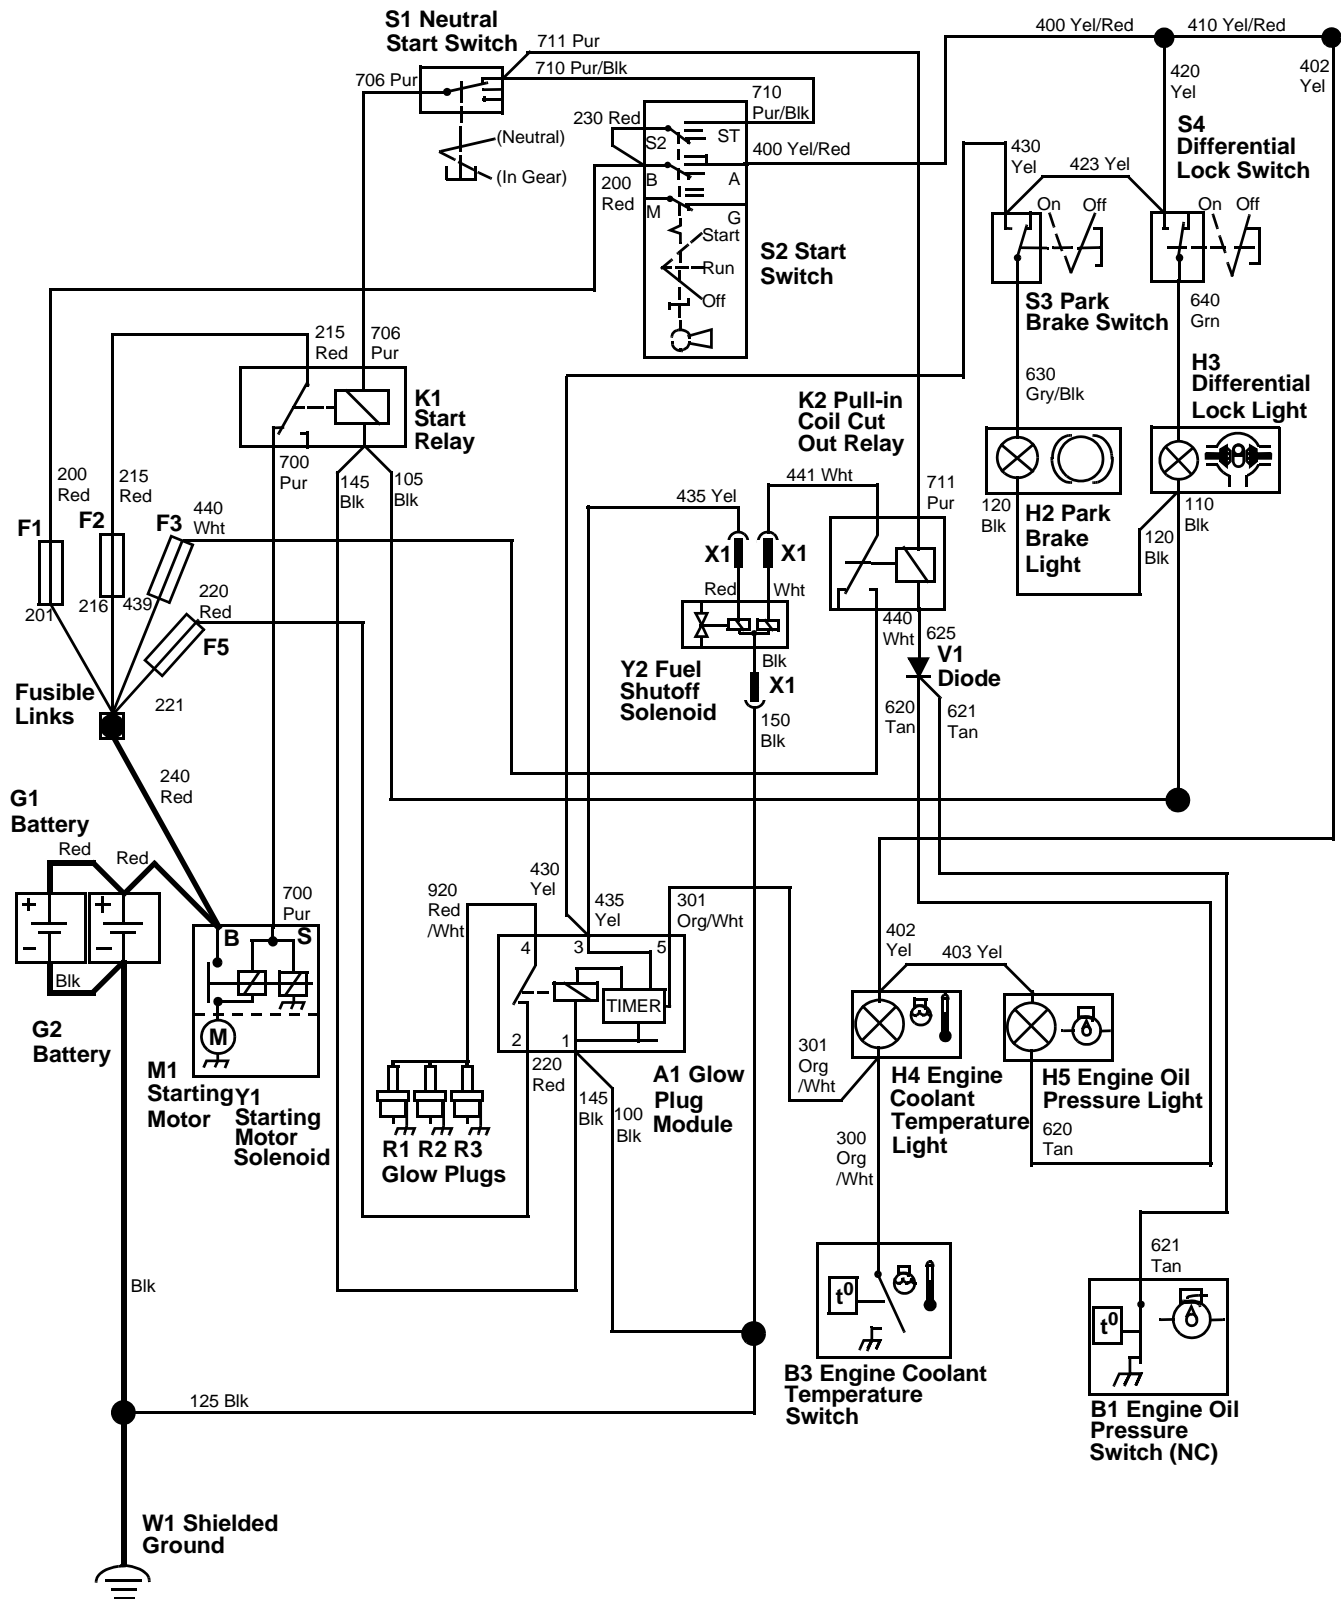 S1 Neutral
Start Switch
711 Pur
400 Yel/Red
410 Yel/Red
706 Pur
710 Pur/Blk
402
Yel
420
Yel
710
Pur/Blk
230 Red
S2
ST
(Neutral)
(In Gear)
400 Yel/Red
200
Red
B
A
M
G
Start
Run
Off
S2 Start
Switch
430
Yel
423 Yel
S4
Differential
Lock Switch
On
Off
On
Off
S3 Park
Brake Switch
640
Grn
215
Red
706
Pur
K1
Start
Relay
630
Gry/Blk
H3
Differential
Lock Light
K2 Pull-in
Coil Cut
Out Relay
200
Red
215
Red
440
Wht
700
Pur
145
Blk
105
Blk
435 Yel
441 Wht
711
Pur
F1
F2
F3
120
Blk
H2 Park
Brake
Light
110
Blk
120
Blk
X1
X1
Red
Wht
201
216
439
220
Red
F5
440
Wht
625
V1
Diode
Fusible
Links
221
Y2 Fuel
Shutoff
Solenoid
Blk
X1
150
Blk
620
Tan
621
Tan
240
Red
G1
Battery
Red
Red
+
+
–
–
Blk
G2
Battery
700
Pur
B
S
M
M1
Starting
Motor
Y1
Starting
Motor
Solenoid
920
Red
/Wht
430
Yel
435
Yel
301
Org/Wht
4
3
5
TIMER
2
1
220
Red
145
Blk
100
Blk
A1 Glow
Plug
Module
R1 R2 R3
Glow Plugs
402
Yel
403 Yel
301
Org
/Wht
H4 Engine
Coolant
Temperature
Light
H5 Engine Oil
Pressure Light
620
Tan
300
Org
/Wht
t0
B3 Engine Coolant
Temperature
Switch
621
Tan
t0
B1 Engine Oil
Pressure
Switch (NC)
Blk
125 Blk
W1 Shielded
Ground